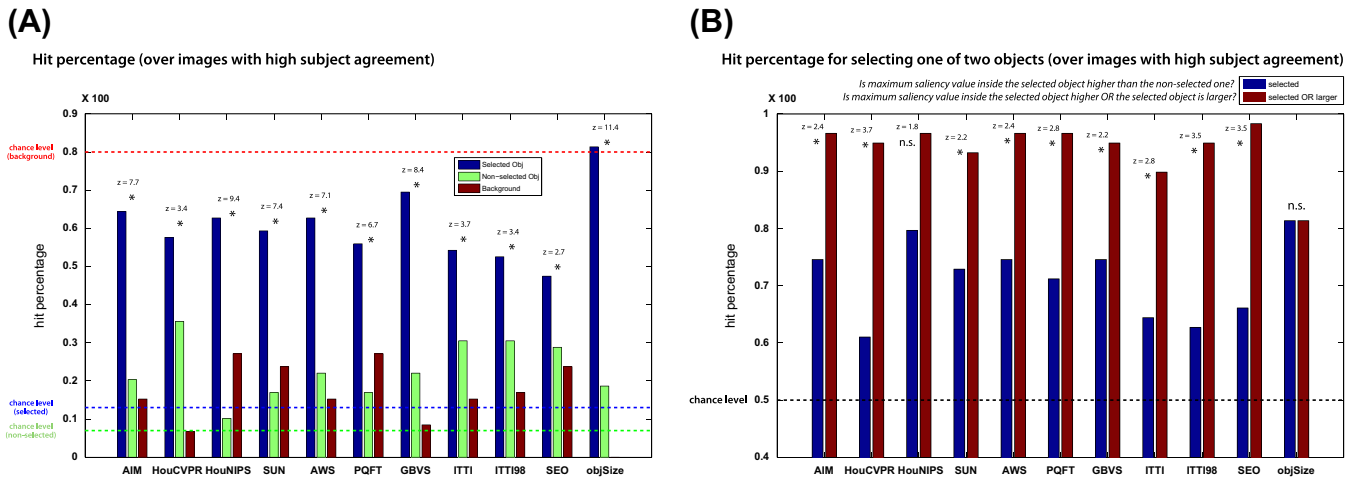 (A)
Hit percentage (over images with high subject agreement)
X 100
0.9
0.8
0.7
0.6
0.5
0.4
0.3
0.2
0.1
0
hit percentage
chance level
(background)
chance level
(selected)
chance level
(non-selected)
z = 7.7
*
z = 3.4
*
z = 9.4
*
z = 7.4
*
z = 7.1
*
z = 6.7
*
z = 8.4
*
z = 3.7
*
z = 3.4
*
z = 2.7
*
z = 11.4
*
Selected Obj
Non-selected Obj
Background
AIM HouCVPR HouNIPS SUN AWS PQFT GBVS ITTI ITTI98 SEO objSize
(B)
Hit percentage for selecting one of two objects (over images with high subject agreement)
Is maximum saliency value inside the selected object higher than the non-selected one?
Is maximum saliency value inside the selected object higher OR the selected object is larger?
selected
selected OR larger
X 100
1
0.9
0.8
0.7
0.6
0.5
0.4
hit percentage
chance level
z = 2.4
*
z = 3.7
*
z = 1.8
n.s.
z = 2.2
*
z = 2.4
*
z = 2.8
*
z = 2.2
*
z = 2.8
*
z = 3.5
*
z = 3.5
*
n.s.
AIM HouCVPR HouNIPS SUN AWS PQFT GBVS ITTI ITTI98 SEO objSize